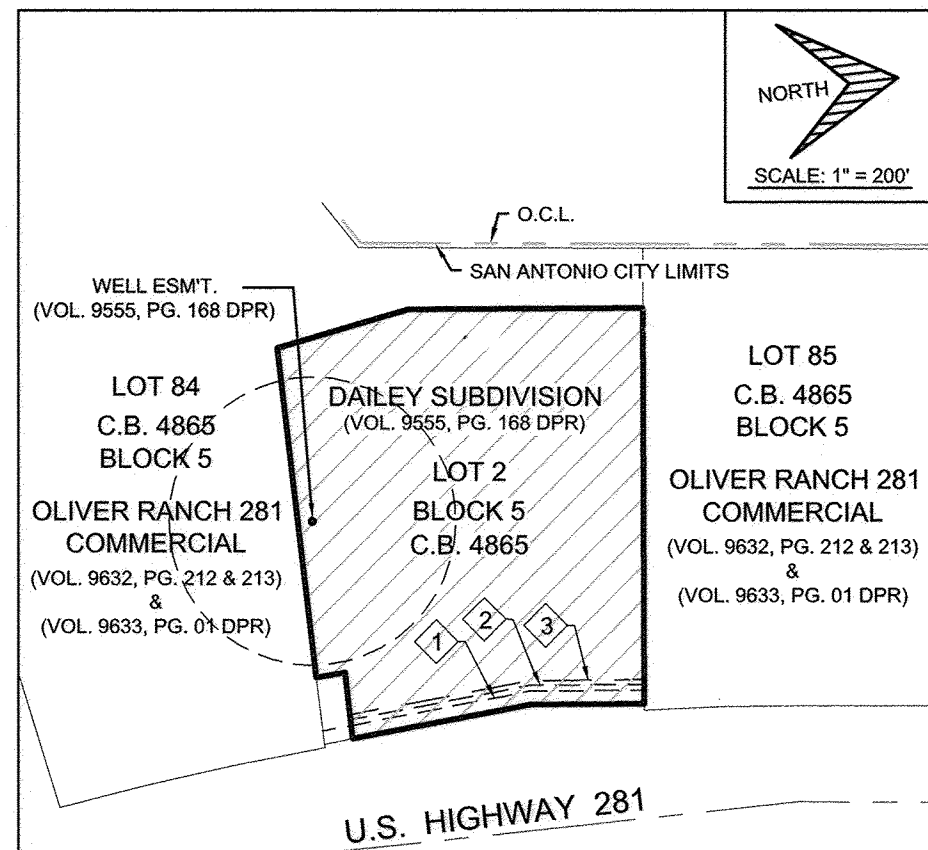 NORTH
SCALE: 1" = 200'
O.C.L.
SAN ANTONIO CITY LIMITS
WELL ESM'T.
(VOL. 9555, PG. 168 DPR)
LOT 84
C.B. 4865
BLOCK 5
OLIVER RANCH 281
COMMERCIAL
(VOL. 9632, PG. 212 & 213)
&
(VOL. 9633, PG. 01 DPR)
DAILEY SUBDIVISION
(VOL. 9555, PG. 168 DPR)
LOT 2
BLOCK 5
C.B. 4865
1
2
3
LOT 85
C.B. 4865
BLOCK 5
OLIVER RANCH 281
COMMERCIAL
(VOL. 9632, PG. 212 & 213)
&
(VOL. 9633, PG. 01 DPR)
U.S. HIGHWAY 281